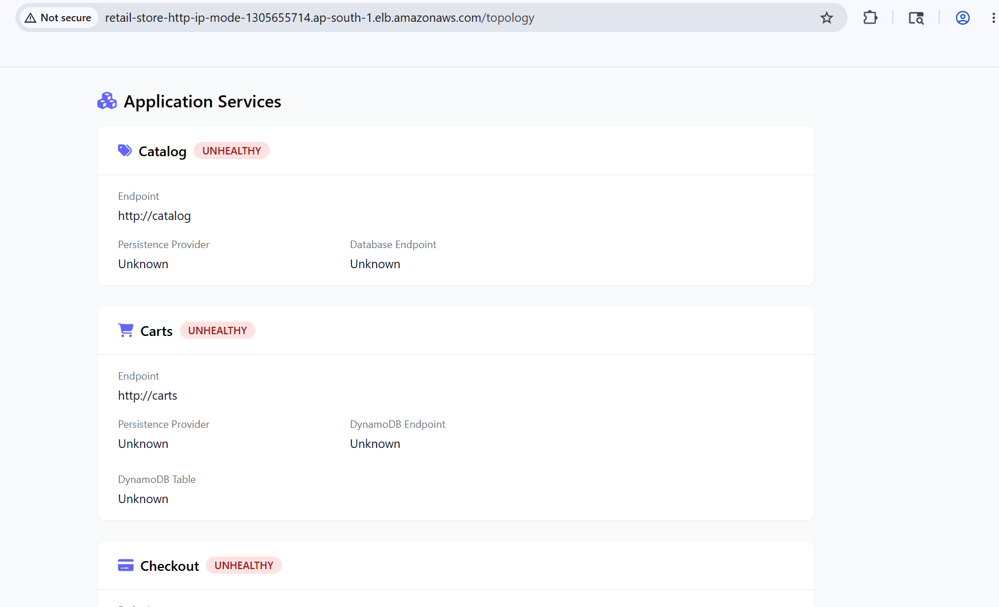 Not secure retail-store-http-ip-mode-1305655714.ap-south-1.elb.amazonaws.com/topology
Application Services
Catalog UNHEALTHY
Endpoint
http://catalog
Persistence Provider Database Endpoint
Unknown Unknown
Carts UNHEALTHY
Endpoint
http://carts
Persistence Provider DynamoDB Endpoint
Unknown Unknown
DynamoDB Table
Unknown
Checkout UNHEALTHY